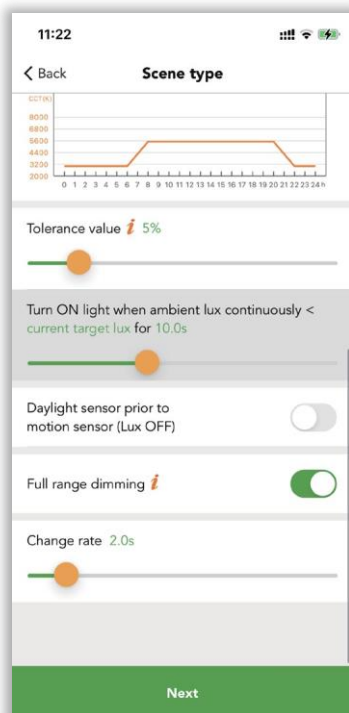 11:22
Back Scene type
CCT(K)
8000
6800
5600
4400
3200
2000
0 1 2 3 4 5 6 7 8 9 10 11 12 13 14 15 16 17 18 19 20 21 22 23 24 h
Tolerance value i 5%
Turn ON light when ambient lux continuously <
current target lux for 10.0s
Daylight sensor prior to
motion sensor (Lux OFF)
Full range dimming i
Change rate 2.0s
Next